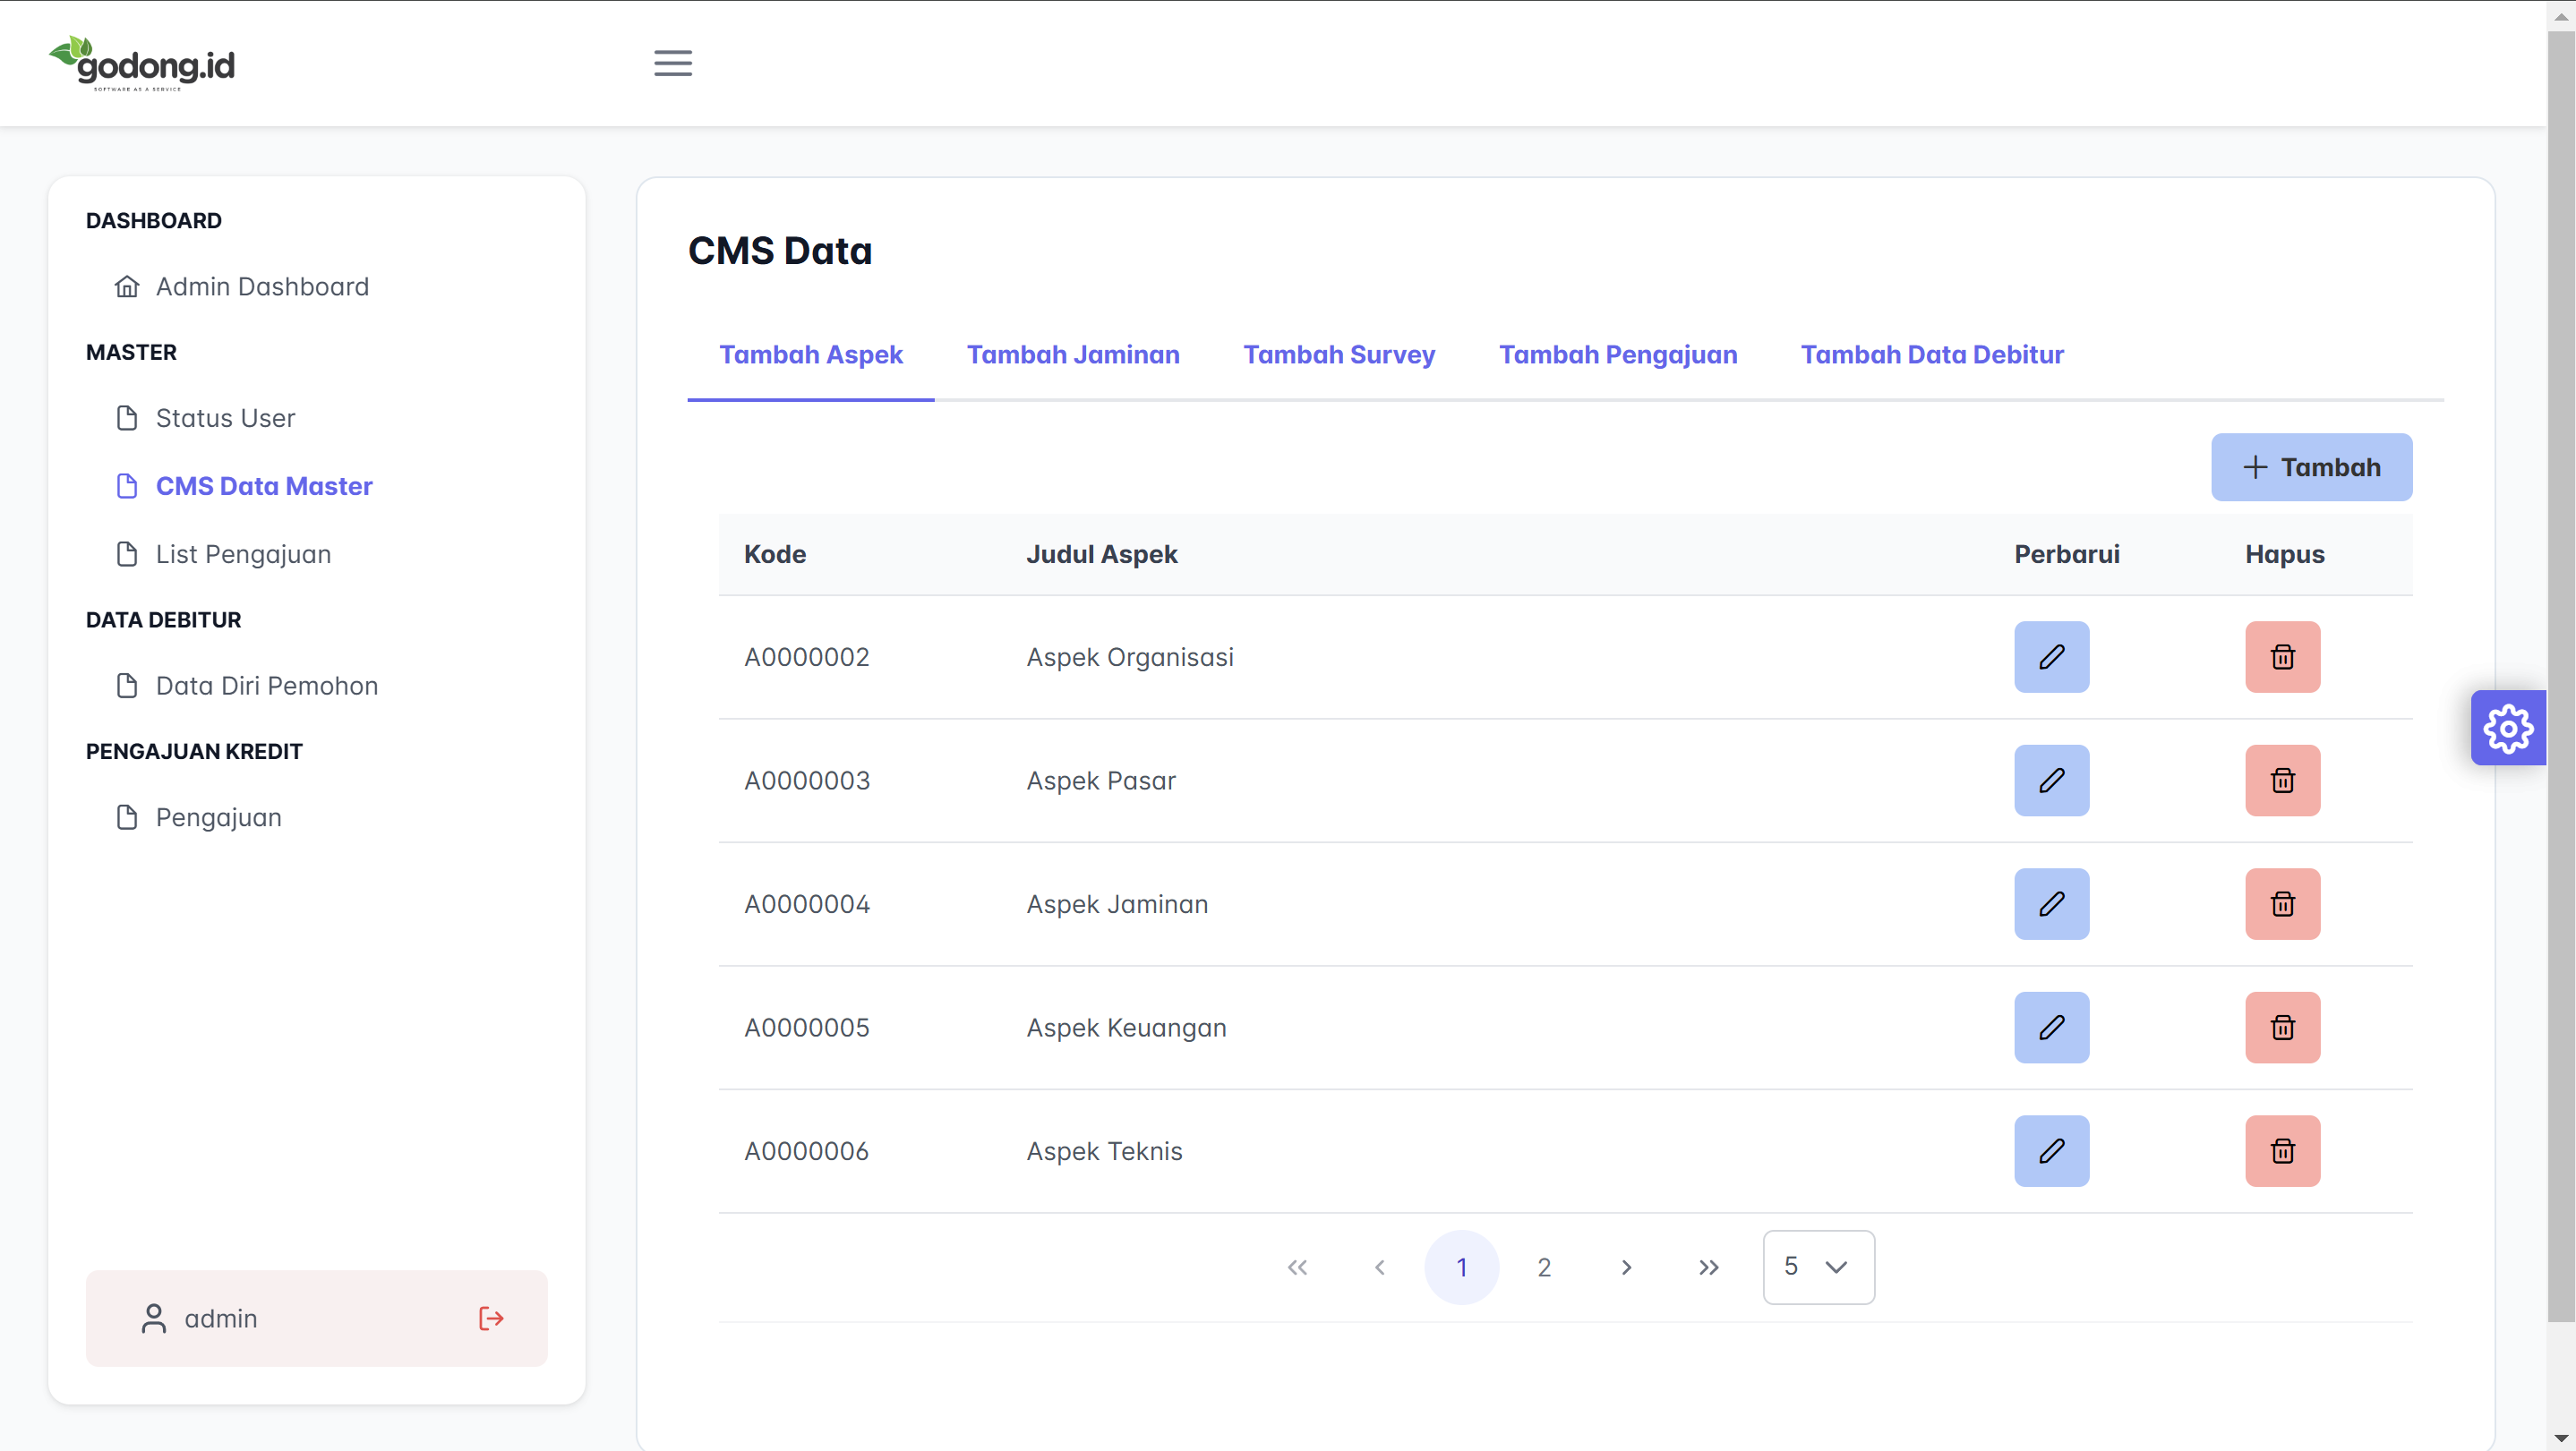 godong.id
SOFTWARE AS A SERVICE
DASHBOARD
Admin Dashboard
MASTER
Status User
CMS Data Master
List Pengajuan
DATA DEBITUR
Data Diri Pemohon
PENGAJUAN KREDIT
Pengajuan
admin
CMS Data
Tambah Aspek Tambah Jaminan Tambah Survey Tambah Pengajuan Tambah Data Debitur
Tambah
Kode Judul Aspek Perbarui Hapus
A0000002 Aspek Organisasi
A0000003 Aspek Pasar
A0000004 Aspek Jaminan
A0000005 Aspek Keuangan
A0000006 Aspek Teknis
1 2 5